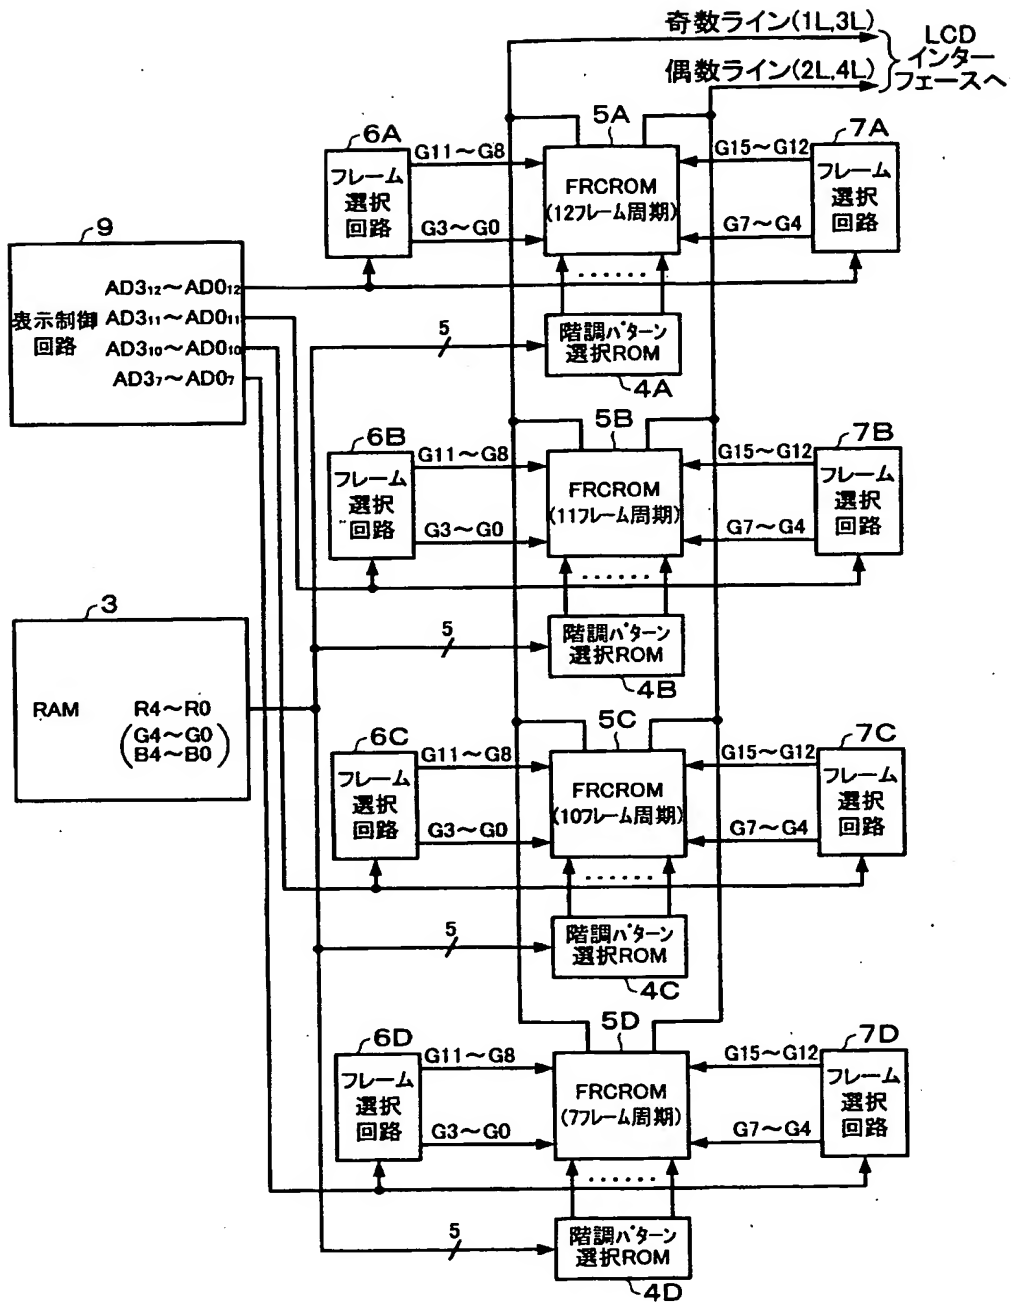 奇数ライン(1L,3L)
偶数ライン(2L,4L)
LCD
インター
フェースへ
5A
6A
7A
G11～G8
G15～G12
フレーム
選択
回路
FRCROM
(12フレーム周期)
フレーム
選択
回路
G3～G0
G7～G4
9
表示制御
回路
AD3₁₂～AD0₁₂
AD3₁₁～AD0₁₁
AD3₁₀～AD0₁₀
AD3₇～AD0₇
......
5
階調パターン
選択ROM
4A
5B
6B
7B
G11～G8
G15～G12
フレーム
選択
回路
FRCROM
(11フレーム周期)
フレーム
選択
回路
G3～G0
G7～G4
......
3
RAM
R4～R0
(G4～G0
B4～B0)
5
階調パターン
選択ROM
4B
5C
6C
7C
G11～G8
G15～G12
フレーム
選択
回路
FRCROM
(10フレーム周期)
フレーム
選択
回路
G3～G0
G7～G4
......
5
階調パターン
選択ROM
4C
5D
6D
7D
G11～G8
G15～G12
フレーム
選択
回路
FRCROM
(7フレーム周期)
フレーム
選択
回路
G3～G0
G7～G4
......
5
階調パターン
選択ROM
4D